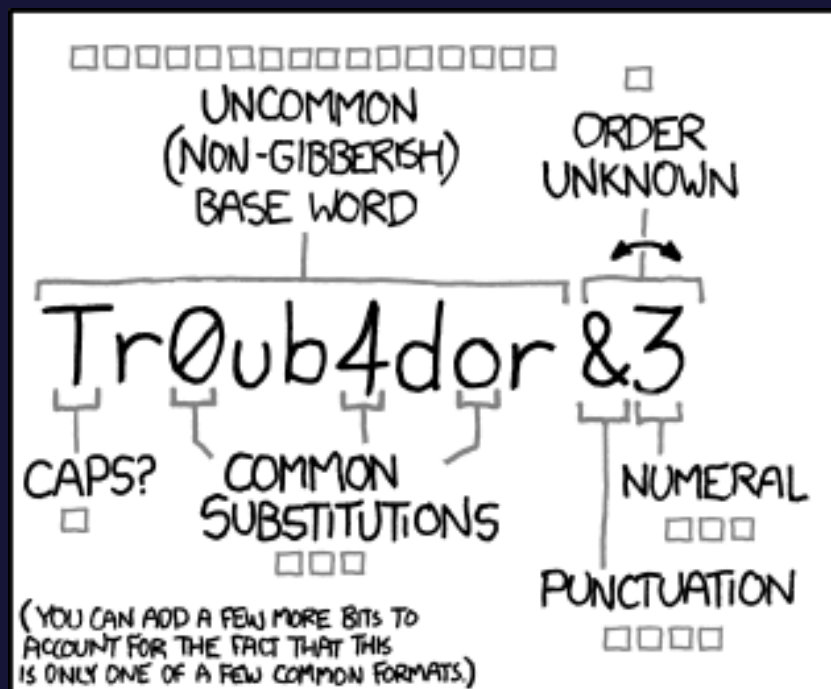 UNCOMMON
(NON-GIBBERISH)
BASE WORD
ORDER
UNKNOWN
Tr0ub4dor &3
CAPS?
COMMON
SUBSTITUTIONS
NUMERAL
PUNCTUATION
(YOU CAN ADD A FEW MORE BITS TO
ACCOUNT FOR THE FACT THAT THIS
IS ONLY ONE OF A FEW COMMON FORMATS.)